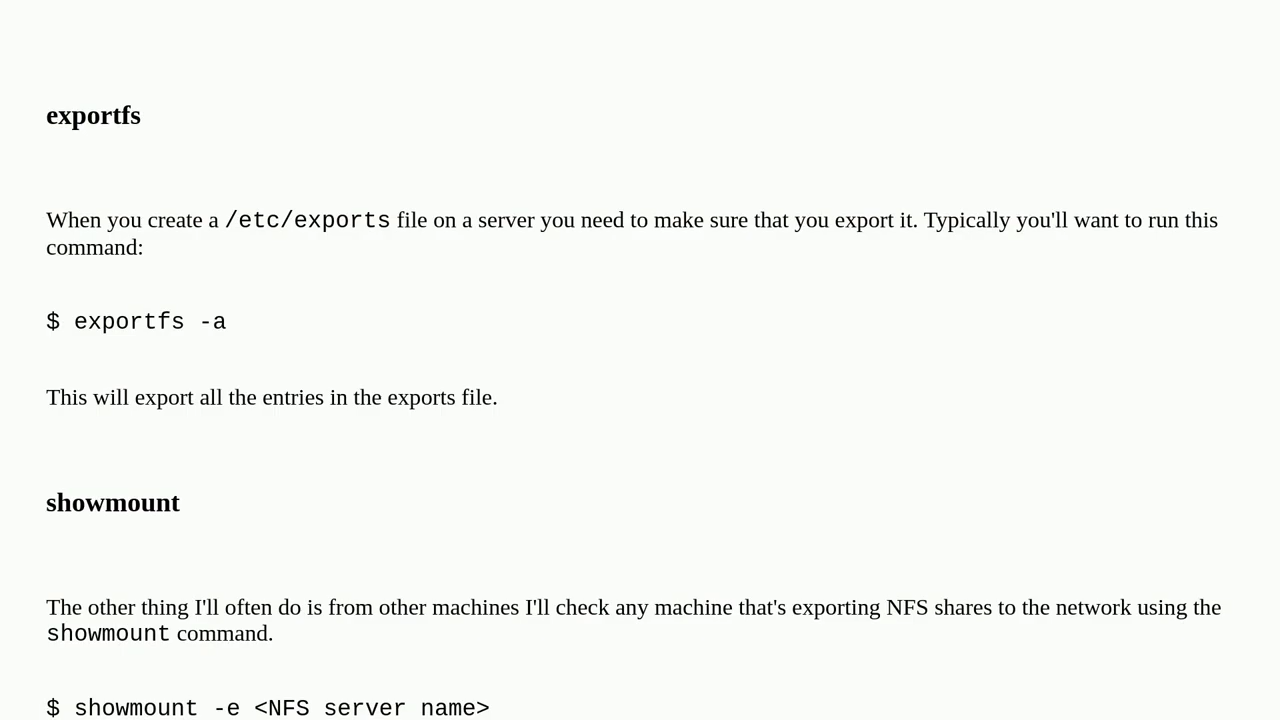 exportfs
When you create a /etc/exports file on a server you need to make sure that you export it. Typically you'll want to run this
command:
$ exportfs -a
This will export all the entries in the exports file.
showmount
The other thing I'll often do is from other machines I'll check any machine that's exporting NFS shares to the network using the
showmount command.
$ showmount -e <NFS server name>